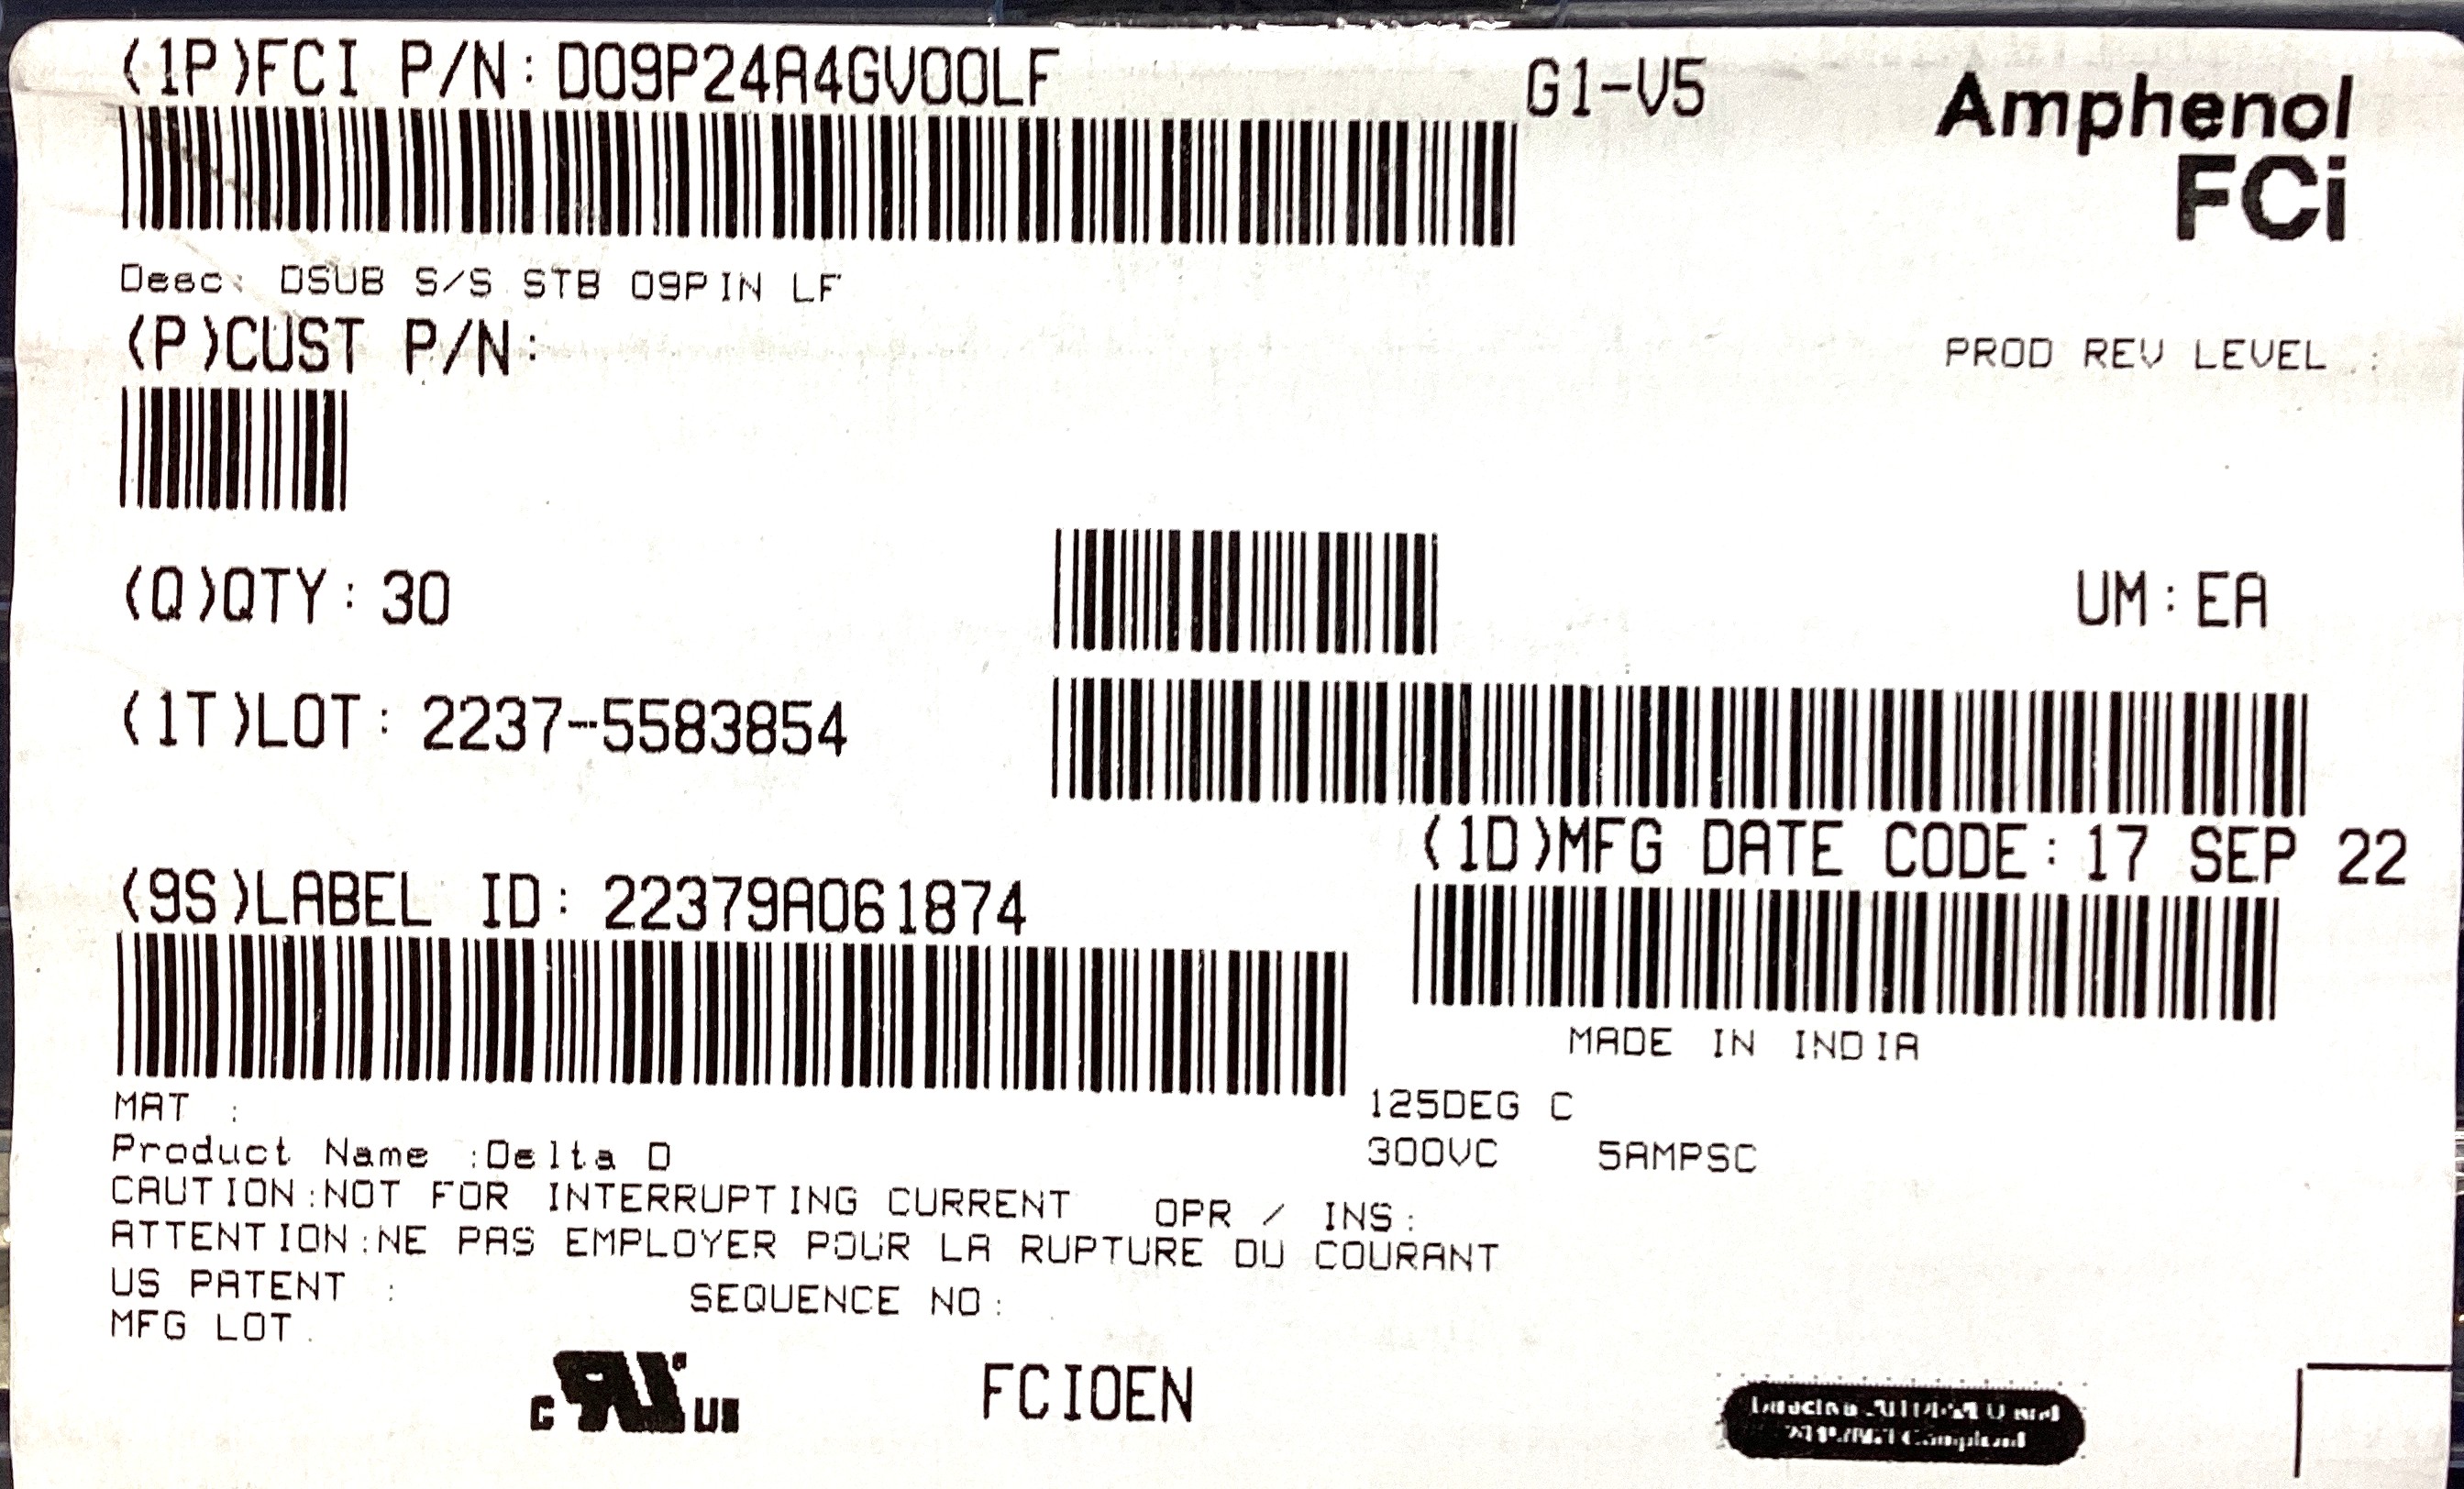 (1P)FCI P/N: D09P24A4GV00LF
G1-V5
Amphenol
FCi
Desc: DSUB S/S STB 09PIN LF
(P)CUST P/N:
PROD REV LEVEL :
(Q)QTY: 30
UM: EA
(1T)LOT: 2237-5583854
(1D)MFG DATE CODE: 17 SEP 22
(9S)LABEL ID: 22379A061874
MADE IN INDIA
MAT :
125DEG C
Product Name :Delta D
300VC 5AMPSC
CAUTION:NOT FOR INTERRUPTING CURRENT
OPR / INS:
ATTENTION:NE PAS EMPLOYER POUR LA RUPTURE DU COURANT
US PATENT :
SEQUENCE NO:
MFG LOT
c RU US
FCIOEN